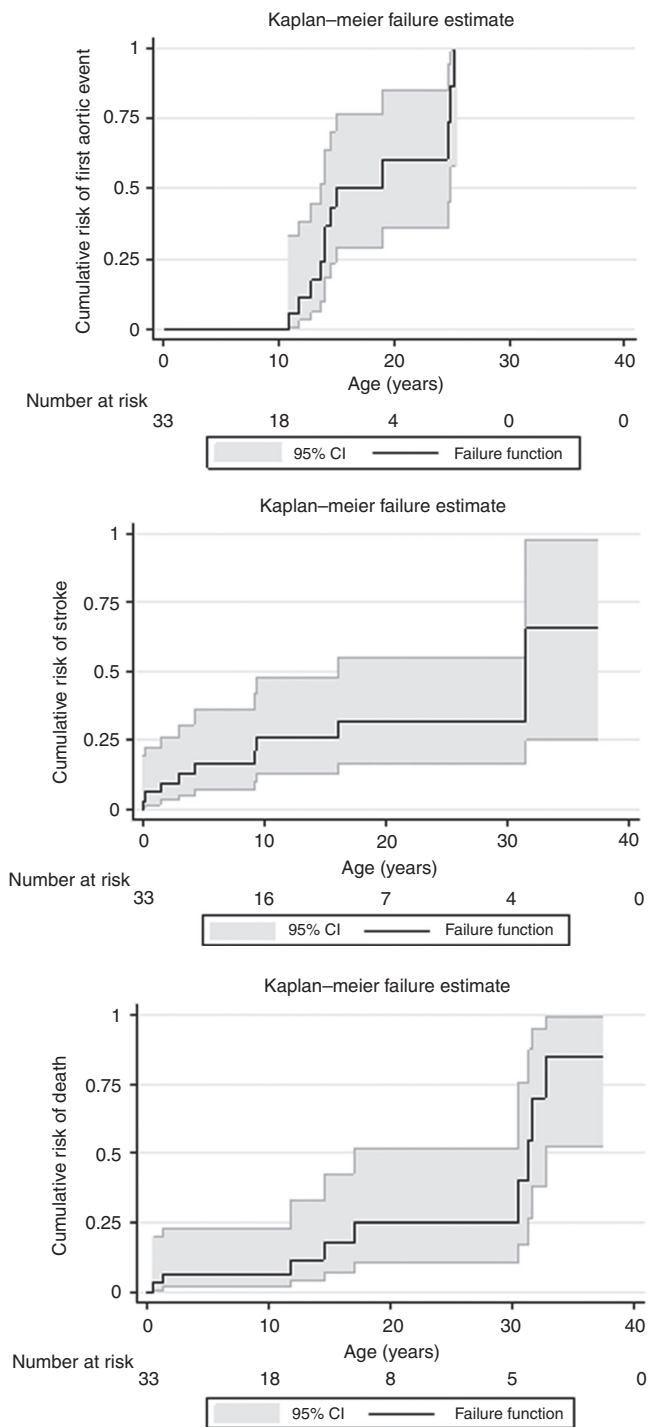 Kaplan–meier failure estimate
Cumulative risk of first aortic event
1
0.75
0.5
0.25
0
0 10 20 30 40
Age (years)
Number at risk
33 18 4 0 0
95% CI Failure function
Kaplan–meier failure estimate
Cumulative risk of stroke
1
0.75
0.5
0.25
0
0 10 20 30 40
Age (years)
Number at risk
33 16 7 4 0
95% CI Failure function
Kaplan–meier failure estimate
Cumulative risk of death
1
0.75
0.5
0.25
0
0 10 20 30 40
Age (years)
Number at risk
33 18 8 5 0
95% CI Failure function